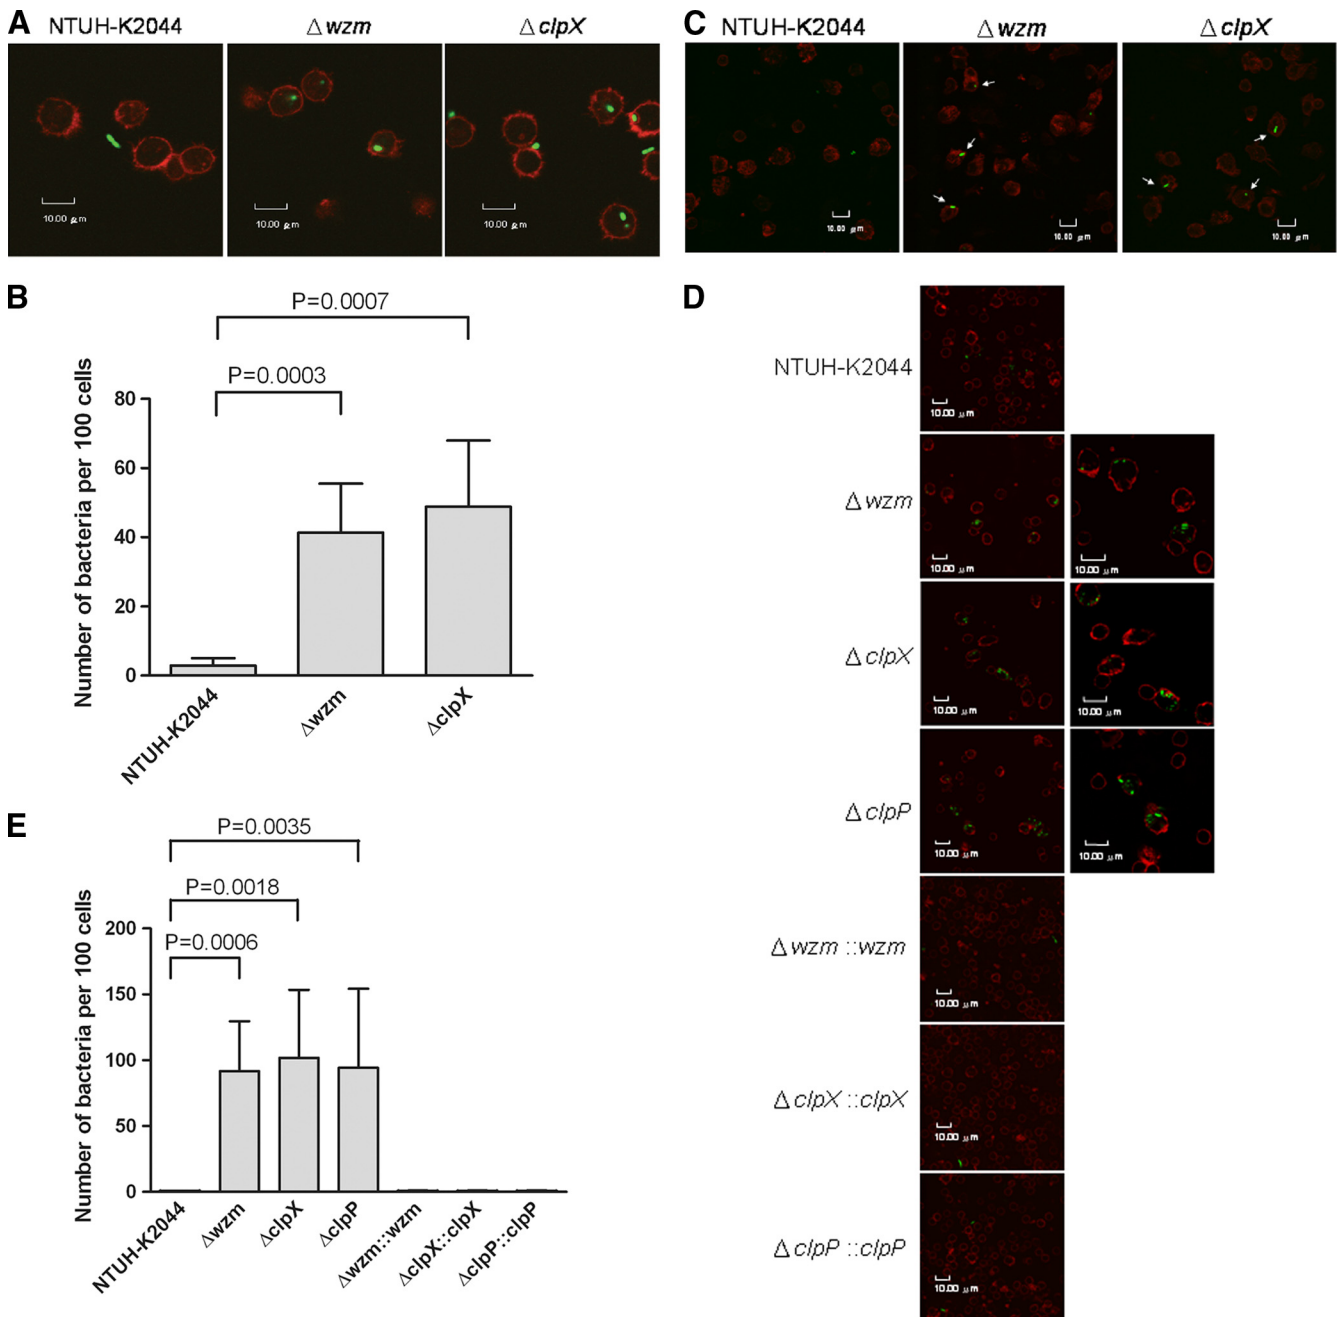 A
NTUH-K2044
Δwzm
ΔclpX
10.00 μm
10.00 μm
10.00 μm
C
NTUH-K2044
Δwzm
ΔclpX
10.00 μm
10.00 μm
10.00 μm
B
P=0.0007
P=0.0003
Number of bacteria per 100 cells
80
60
40
20
0
NTUH-K2044
Δwzm
ΔclpX
D
NTUH-K2044
10.00 μm
Δwzm
10.00 μm
10.00 μm
ΔclpX
10.00 μm
10.00 μm
ΔclpP
10.00 μm
10.00 μm
Δwzm::wzm
10.00 μm
ΔclpX::clpX
10.00 μm
ΔclpP::clpP
10.00 μm
E
P=0.0035
P=0.0018
P=0.0006
Number of bacteria per 100 cells
200
150
100
50
0
NTUH-K2044
Δwzm
ΔclpX
ΔclpP
Δwzm::wzm
ΔclpX::clpX
ΔclpP::clpP